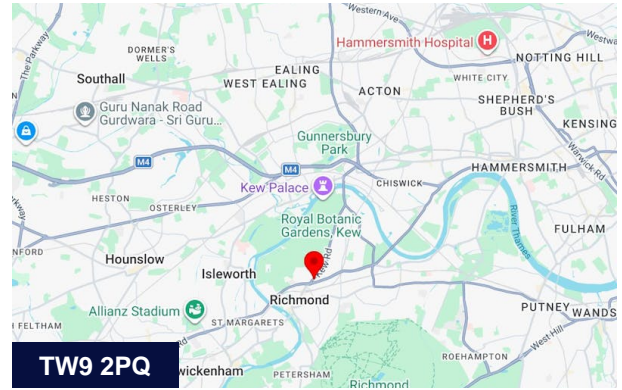 Western Ave
Westway
Hammersmith Hospital
H
NOTTING HILL
The Parkway
DORMER'S
WELLS
EALING
WEST EALING
ACTON
WHITE CITY
Southall
SHEPHERD'S
BUSH
Guru Nanak Road
Gurdwara - Sri Guru...
KENSING
Gunnersbury
Park
Warwick Rd
M4
M4
HAMMERSMITH
Kew Palace
CHISWICK
HESTON
OSTERLEY
Royal Botanic
Gardens, Kew
River Thames
FULHAM
NFORD
Hounslow
Kew Rd
Isleworth
Richmond
Allianz Stadium
ST MARGARETS
PUTNEY
WANDS
FELTHAM
West Hill
ROEHAMPTON
TW9 2PQ
wickenham
PETERSHAM
Richmond